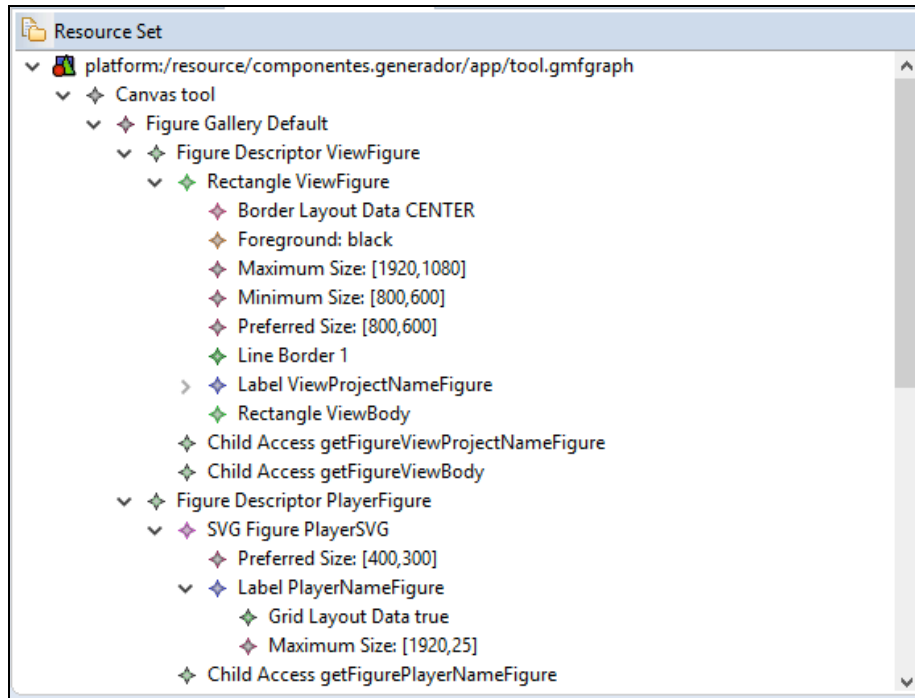 Resource Set
platform:/resource/componentes.generador/app/tool.gmfgraph
Canvas tool
Figure Gallery Default
Figure Descriptor ViewFigure
Rectangle ViewFigure
Border Layout Data CENTER
Foreground: black
Maximum Size: [1920,1080]
Minimum Size: [800,600]
Preferred Size: [800,600]
Line Border 1
Label ViewProjectNameFigure
Rectangle ViewBody
Child Access getFigureViewProjectNameFigure
Child Access getFigureViewBody
Figure Descriptor PlayerFigure
SVG Figure PlayerSVG
Preferred Size: [400,300]
Label PlayerNameFigure
Grid Layout Data true
Maximum Size: [1920,25]
Child Access getFigurePlayerNameFigure